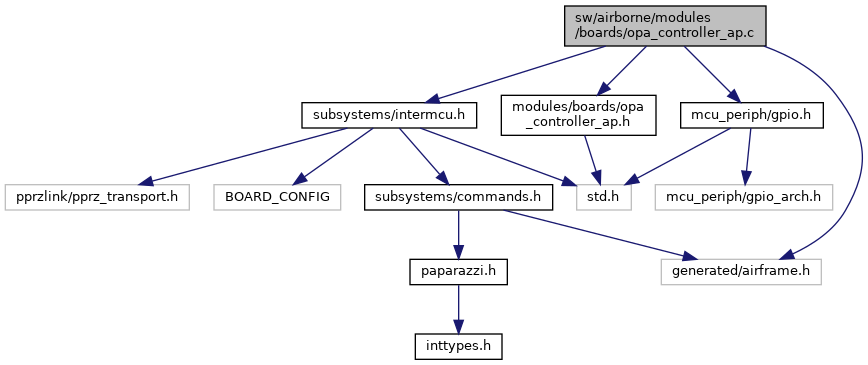 sw/airborne/modules
/boards/opa_controller_ap.c
subsystems/intermcu.h
modules/boards/opa
_controller_ap.h
mcu_periph/gpio.h
pprzlink/pprz_transport.h
BOARD_CONFIG
subsystems/commands.h
std.h
mcu_periph/gpio_arch.h
paparazzi.h
generated/airframe.h
inttypes.h